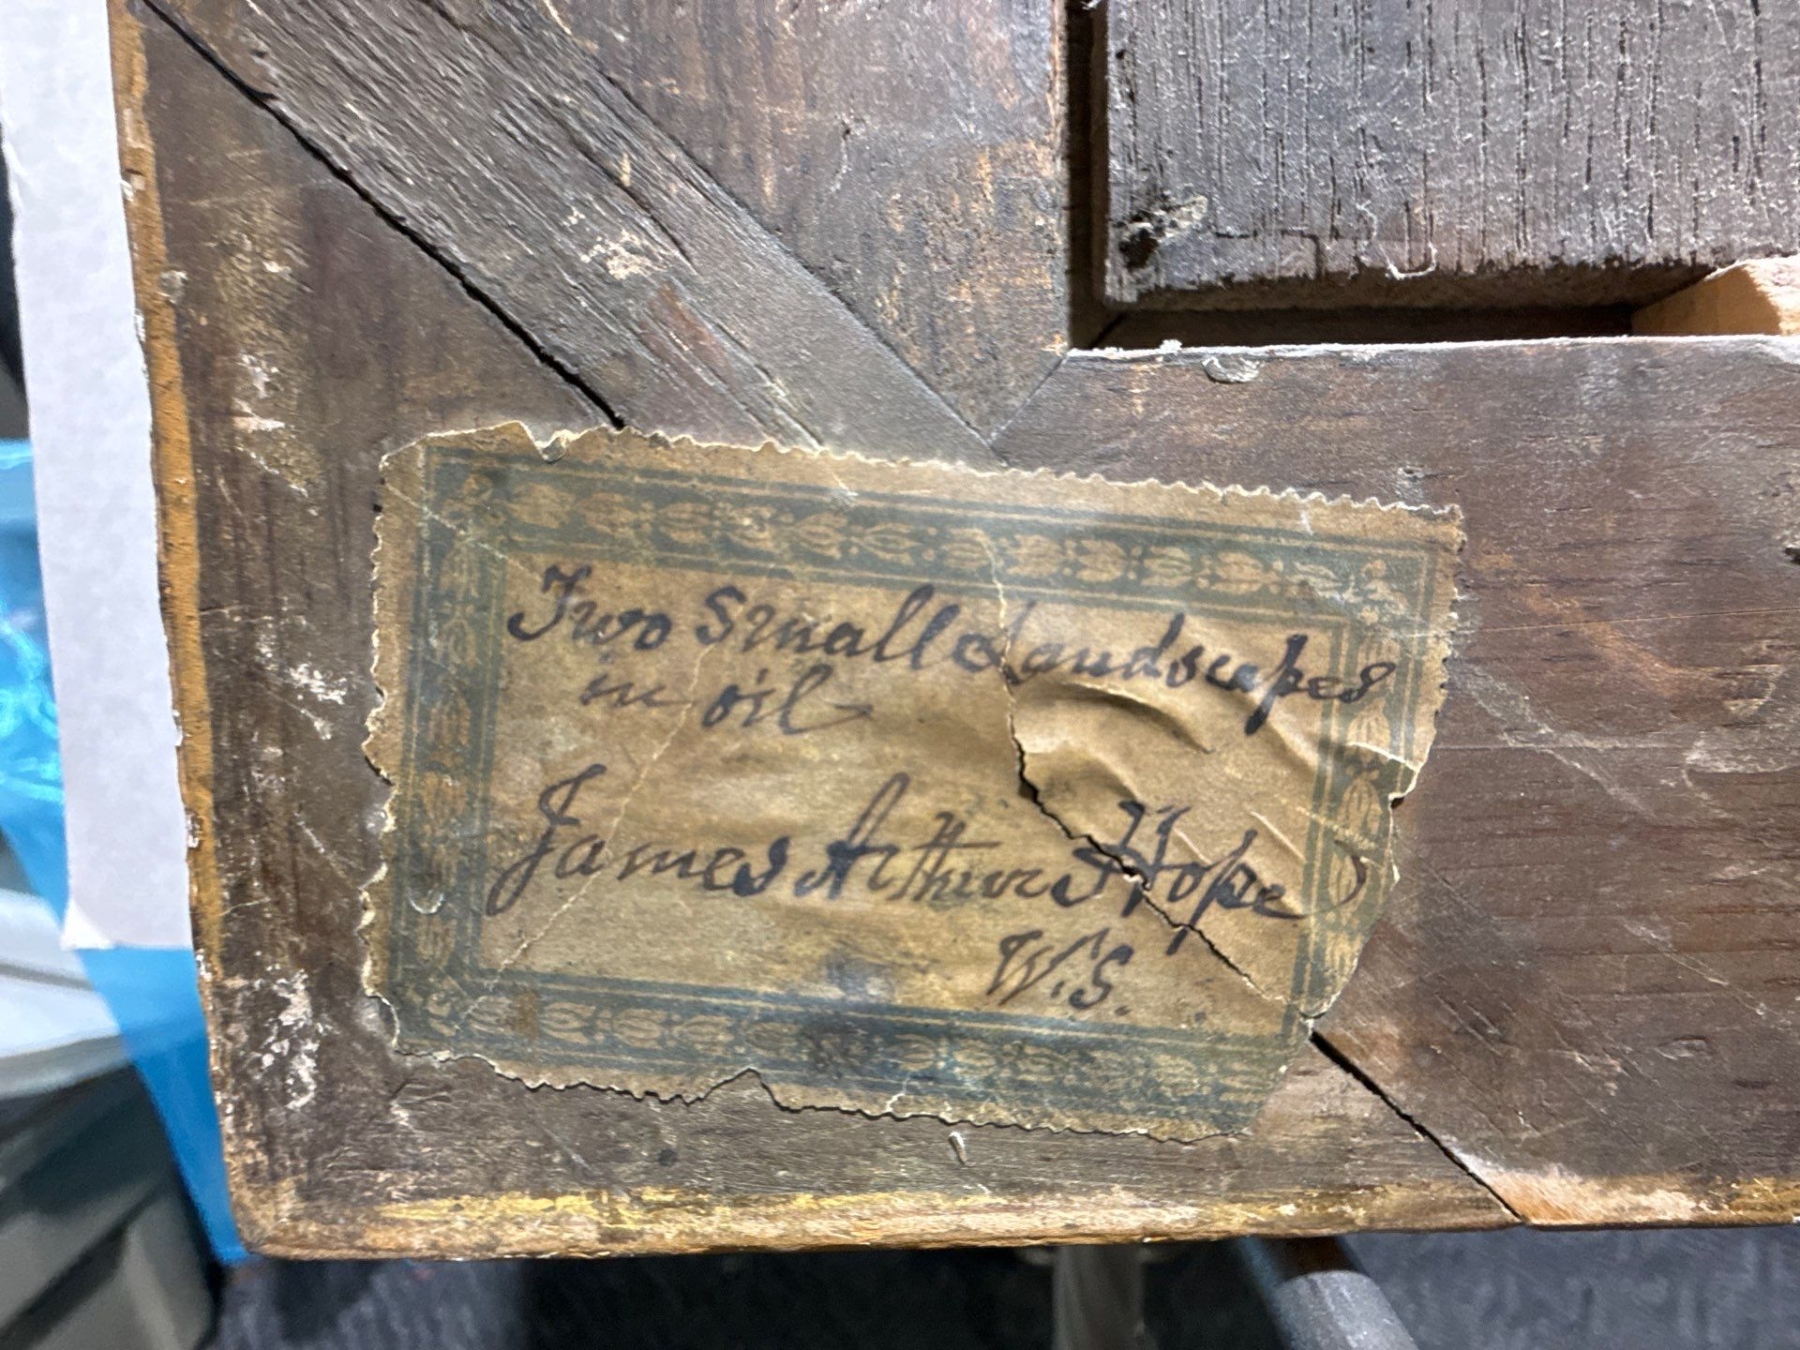 Two Small Landscapes
in oil
James Arthur Hope
W.S.